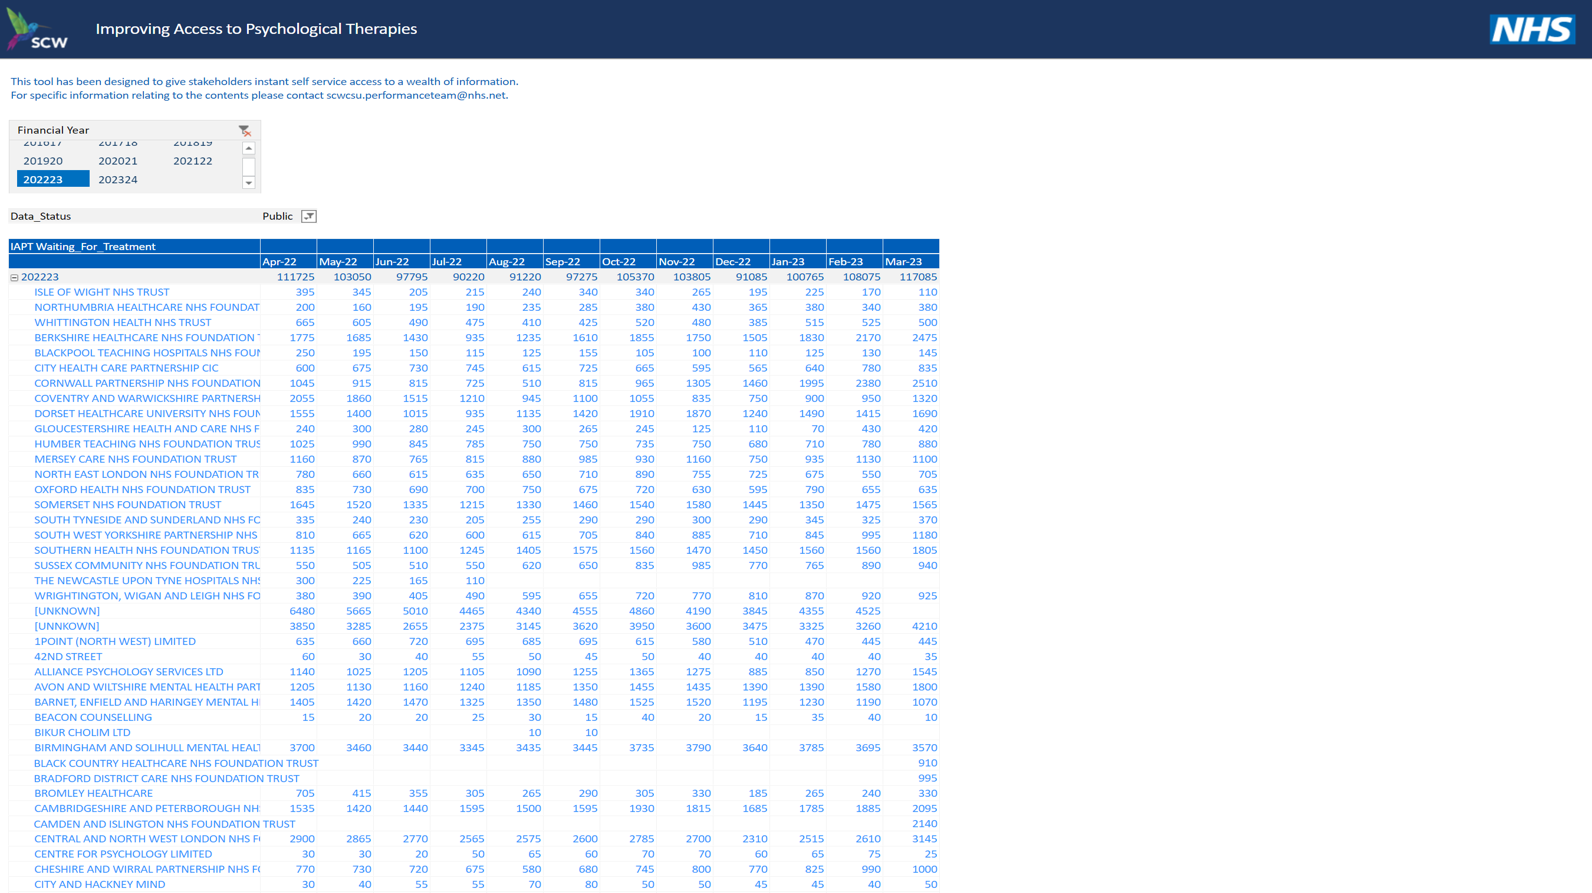 SCW
Improving Access to Psychological Therapies
NHS
This tool has been designed to give stakeholders instant self service access to a wealth of information.
For specific information relating to the contents please contact scwcsu.performanceteam@nhs.net.
Financial Year
201617 201718 201819
201920 202021 202122
202223 202324
Data_Status Public
IAPT Waiting_For_Treatment
Apr-22 May-22 Jun-22 Jul-22 Aug-22 Sep-22 Oct-22 Nov-22 Dec-22 Jan-23 Feb-23 Mar-23
202223 111725 103050 97795 90220 91220 97275 105370 103805 91085 100765 108075 117085
ISLE OF WIGHT NHS TRUST 395 345 205 215 240 340 340 265 195 225 170 110
NORTHUMBRIA HEALTHCARE NHS FOUNDAT 200 160 195 190 235 285 380 430 365 380 340 380
WHITTINGTON HEALTH NHS TRUST 665 605 490 475 410 425 520 480 385 515 525 500
BERKSHIRE HEALTHCARE NHS FOUNDATION 1775 1685 1430 935 1235 1610 1855 1750 1505 1830 2170 2475
BLACKPOOL TEACHING HOSPITALS NHS FOUN 250 195 150 115 125 155 105 100 110 125 130 145
CITY HEALTH CARE PARTNERSHIP CIC 600 675 730 745 615 725 665 595 565 640 780 835
CORNWALL PARTNERSHIP NHS FOUNDATION 1045 915 815 725 510 815 965 1305 1460 1995 2380 2510
COVENTRY AND WARWICKSHIRE PARTNERSH 2055 1860 1515 1210 945 1100 1055 835 750 900 950 1320
DORSET HEALTHCARE UNIVERSITY NHS FOUN 1555 1400 1015 935 1135 1420 1910 1870 1240 1490 1415 1690
GLOUCESTERSHIRE HEALTH AND CARE NHS F 240 300 280 245 300 265 245 125 110 70 430 420
HUMBER TEACHING NHS FOUNDATION TRUS 1025 990 845 785 750 750 735 750 680 710 780 880
MERSEY CARE NHS FOUNDATION TRUST 1160 870 765 815 880 985 930 1160 750 935 1130 1100
NORTH EAST LONDON NHS FOUNDATION TR 780 660 615 635 650 710 890 755 725 675 550 705
OXFORD HEALTH NHS FOUNDATION TRUST 835 730 690 700 750 675 720 630 595 790 655 635
SOMERSET NHS FOUNDATION TRUST 1645 1520 1335 1215 1330 1460 1540 1580 1445 1350 1475 1565
SOUTH TYNESIDE AND SUNDERLAND NHS FO 335 240 230 205 255 290 290 300 290 345 325 370
SOUTH WEST YORKSHIRE PARTNERSHIP NHS 810 665 620 600 615 705 840 885 710 845 995 1180
SOUTHERN HEALTH NHS FOUNDATION TRUST 1135 1165 1100 1245 1405 1575 1560 1470 1450 1560 1560 1805
SUSSEX COMMUNITY NHS FOUNDATION TRU 550 505 510 550 620 650 835 985 770 765 890 940
THE NEWCASTLE UPON TYNE HOSPITALS NHS 300 225 165 110
WRIGHTINGTON, WIGAN AND LEIGH NHS FO 380 390 405 490 595 655 720 770 810 870 920 925
[UNKNOWN] 6480 5665 5010 4465 4340 4555 4860 4190 3845 4355 4525
[UNNKOWN] 3850 3285 2655 2375 3145 3620 3950 3600 3475 3325 3260 4210
1POINT (NORTH WEST) LIMITED 635 660 720 695 685 695 615 580 510 470 445 445
42ND STREET 60 30 40 55 50 45 50 40 40 40 40 35
ALLIANCE PSYCHOLOGY SERVICES LTD 1140 1025 1205 1105 1090 1255 1365 1275 885 850 1270 1545
AVON AND WILTSHIRE MENTAL HEALTH PART 1205 1130 1160 1240 1185 1350 1455 1435 1390 1390 1580 1800
BARNET, ENFIELD AND HARINGEY MENTAL H 1405 1420 1470 1325 1350 1480 1525 1520 1195 1230 1190 1070
BEACON COUNSELLING 15 20 20 25 30 15 40 20 15 35 40 10
BIKUR CHOLIM LTD 10 10
BIRMINGHAM AND SOLIHULL MENTAL HEALT 3700 3460 3440 3345 3435 3445 3735 3790 3640 3785 3695 3570
BLACK COUNTRY HEALTHCARE NHS FOUNDATION TRUST 910
BRADFORD DISTRICT CARE NHS FOUNDATION TRUST 995
BROMLEY HEALTHCARE 705 415 355 305 265 290 305 330 185 265 240 330
CAMBRIDGESHIRE AND PETERBOROUGH NH 1535 1420 1440 1595 1500 1595 1930 1815 1685 1785 1885 2095
CAMDEN AND ISLINGTON NHS FOUNDATION TRUST 2140
CENTRAL AND NORTH WEST LONDON NHS F 2900 2865 2770 2565 2575 2600 2785 2700 2310 2515 2610 3145
CENTRE FOR PSYCHOLOGY LIMITED 30 30 20 50 65 60 70 70 60 65 75 25
CHESHIRE AND WIRRAL PARTNERSHIP NHS F 770 730 720 675 580 680 745 800 770 825 990 1000
CITY AND HACKNEY MIND 30 40 55 55 70 80 50 50 45 45 40 50